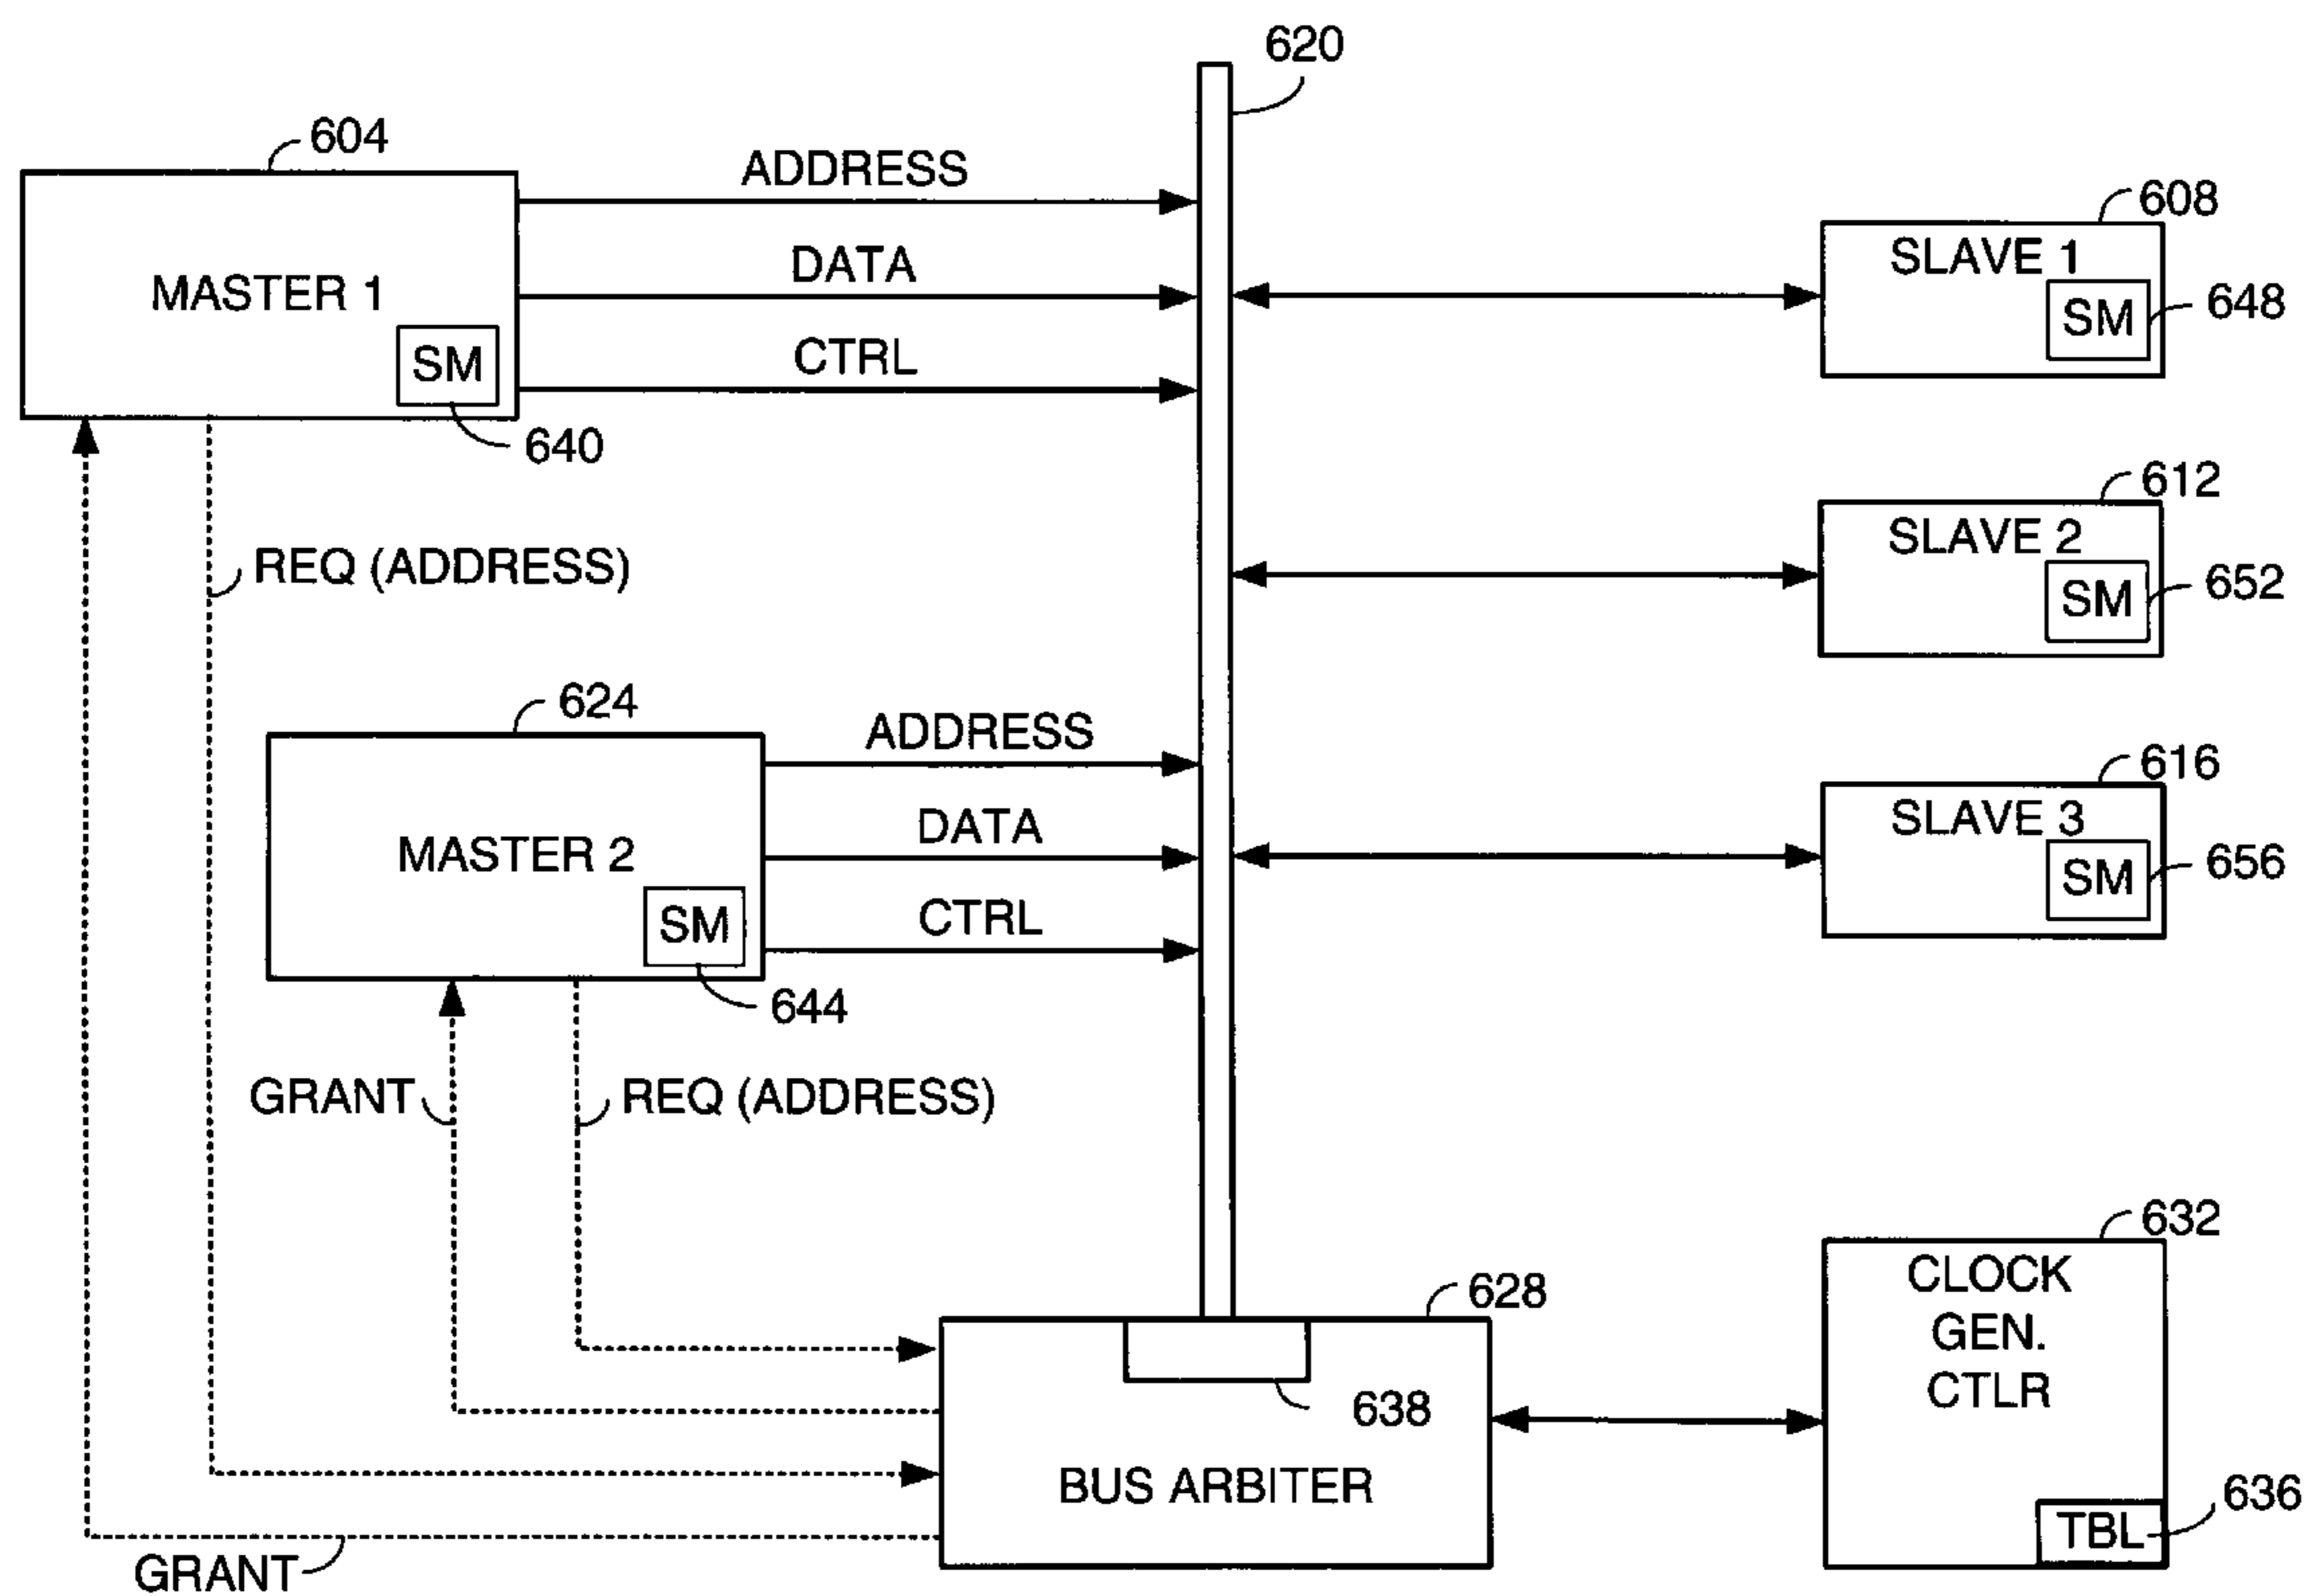 620
604
ADDRESS
608
SLAVE 1
DATA
MASTER 1
SM
648
CTRL
SM
640
612
SLAVE 2
REQ (ADDRESS)
SM
652
624
ADDRESS
616
SLAVE 3
DATA
MASTER 2
SM
656
CTRL
SM
644
GRANT
REQ (ADDRESS)
632
CLOCK
GEN.
CTLR
628
638
BUS ARBITER
636
TBL
GRANT